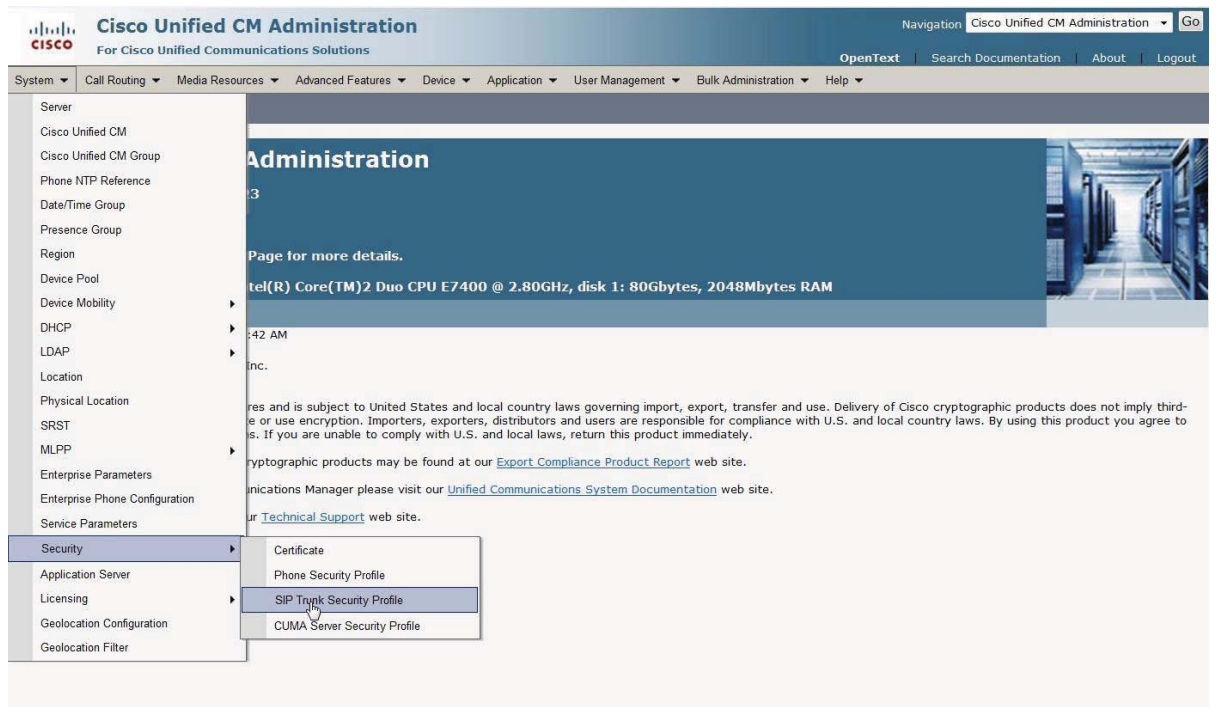 CISCO
Cisco Unified CM Administration
For Cisco Unified Communications Solutions
Navigation Cisco Unified CM Administration Go
OpenText | Search Documentation | About | Logout
System Call Routing Media Resources Advanced Features Device Application User Management Bulk Administration Help
Server
Cisco Unified CM
Cisco Unified CM Group
Administration
Phone NTP Reference
Date/Time Group
Presence Group
Region
Page for more details.
Device Pool
tel(R) Core(TM)2 Duo CPU E7400 @ 2.80GHz, disk 1: 80Gbytes, 2048Mbytes RAM
Device Mobility
DHCP
:42 AM
LDAP
Inc.
Location
Physical Location
res and is subject to United States and local country laws governing import, export, transfer and use. Delivery of Cisco cryptographic products does not imply third-
e or use encryption. Importers, exporters, distributors and users are responsible for compliance with U.S. and local country laws. By using this product you agree to
SRST
s. If you are unable to comply with U.S. and local laws, return this product immediately.
MLPP
ryptographic products may be found at our Export Compliance Product Report web site.
Enterprise Parameters
unications Manager please visit our Unified Communications System Documentation web site.
Enterprise Phone Configuration
Service Parameters
ur Technical Support web site.
Security
Application Server
Licensing
Geolocation Configuration
Geolocation Filter
Certificate
Phone Security Profile
SIP Trunk Security Profile
CUMA Server Security Profile